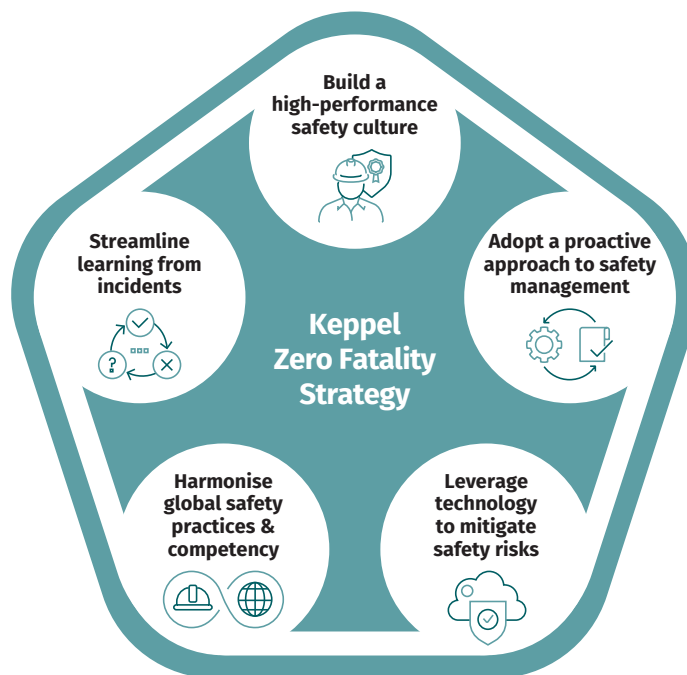 Build a
high-performance
safety culture
Streamline
learning from
incidents
Adopt a proactive
approach to safety
management
Keppel
Zero Fatality
Strategy
Harmonise
global safety
practices &
competency
Leverage
technology
to mitigate
safety risks